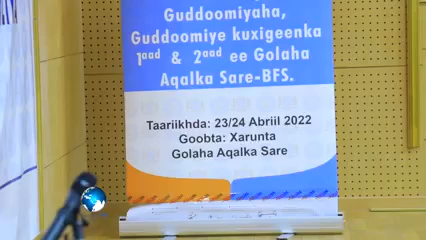 Guddoomiyaha,
Guddoomiye kuxigeenka
1aad & 2aad ee Golaha
Aqalka Sare-BFS.
Taariikhda: 23/24 Abriil 2022
Goobta: Xarunta
Golaha Aqalka Sare